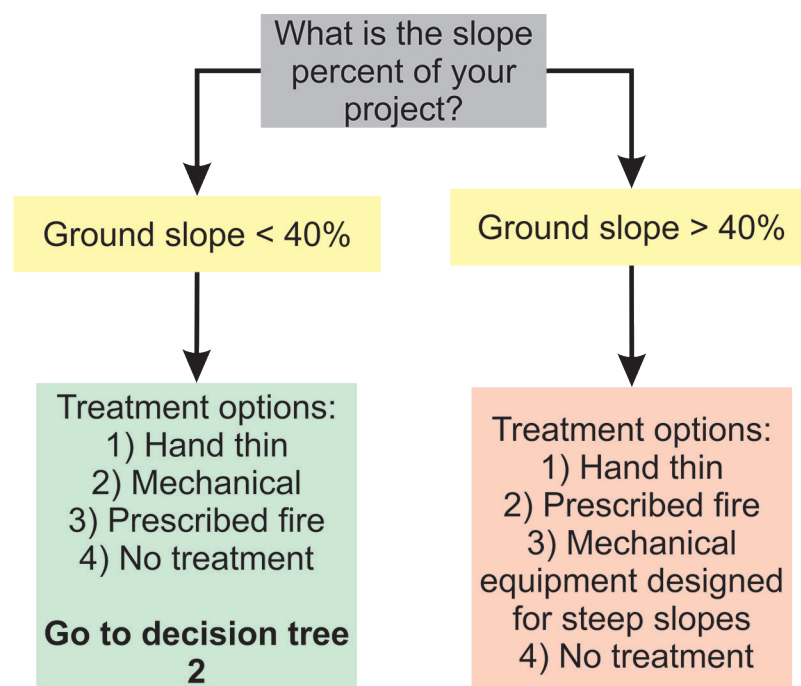 What is the slope
percent of your
project?
Ground slope < 40%
Ground slope > 40%
Treatment options:
1) Hand thin
2) Mechanical
3) Prescribed fire
4) No treatment
Go to decision tree
2
Treatment options:
1) Hand thin
2) Prescribed fire
3) Mechanical
equipment designed
for steep slopes
4) No treatment